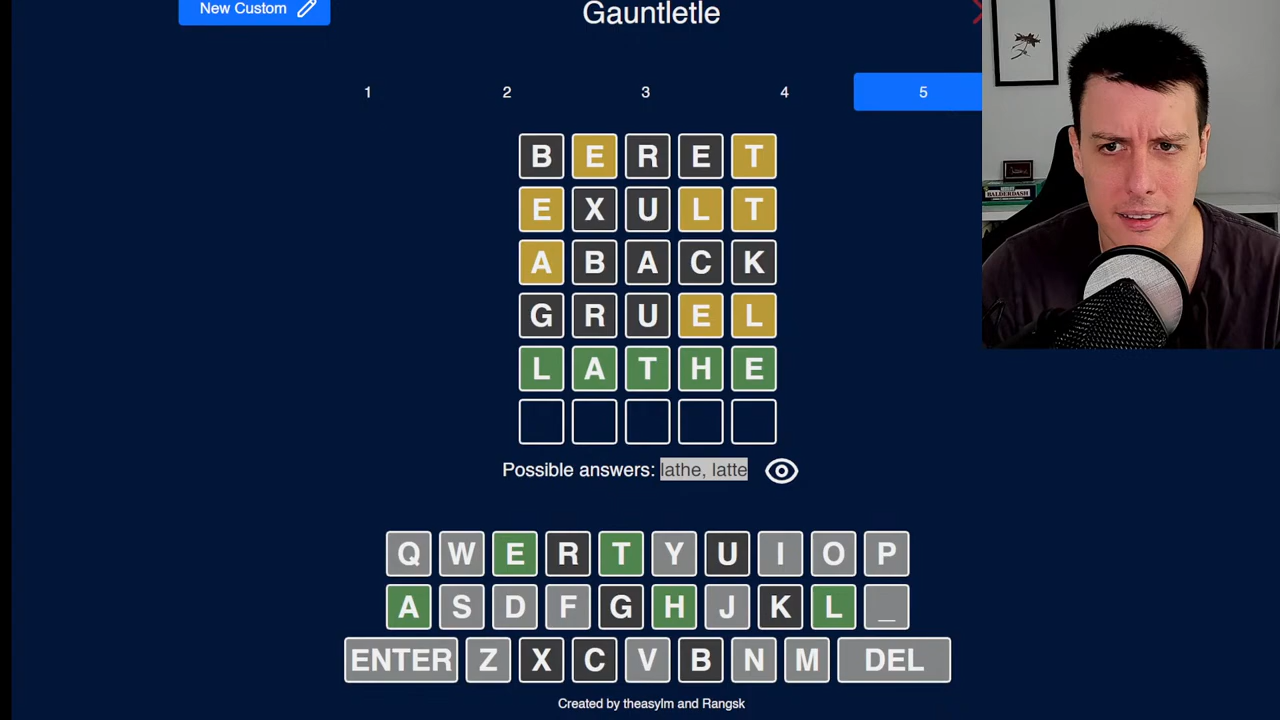 New Custom
Gauntletle
1 2 3 4 5
B E R E T
E X U L T
A B A C K
G R U E L
L A T H E
Possible answers: lathe, latte
Q W E R T Y U I O P
A S D F G H J K L _
ENTER Z X C V B N M DEL
Created by theasylm and Rangsk
BALDERDASH